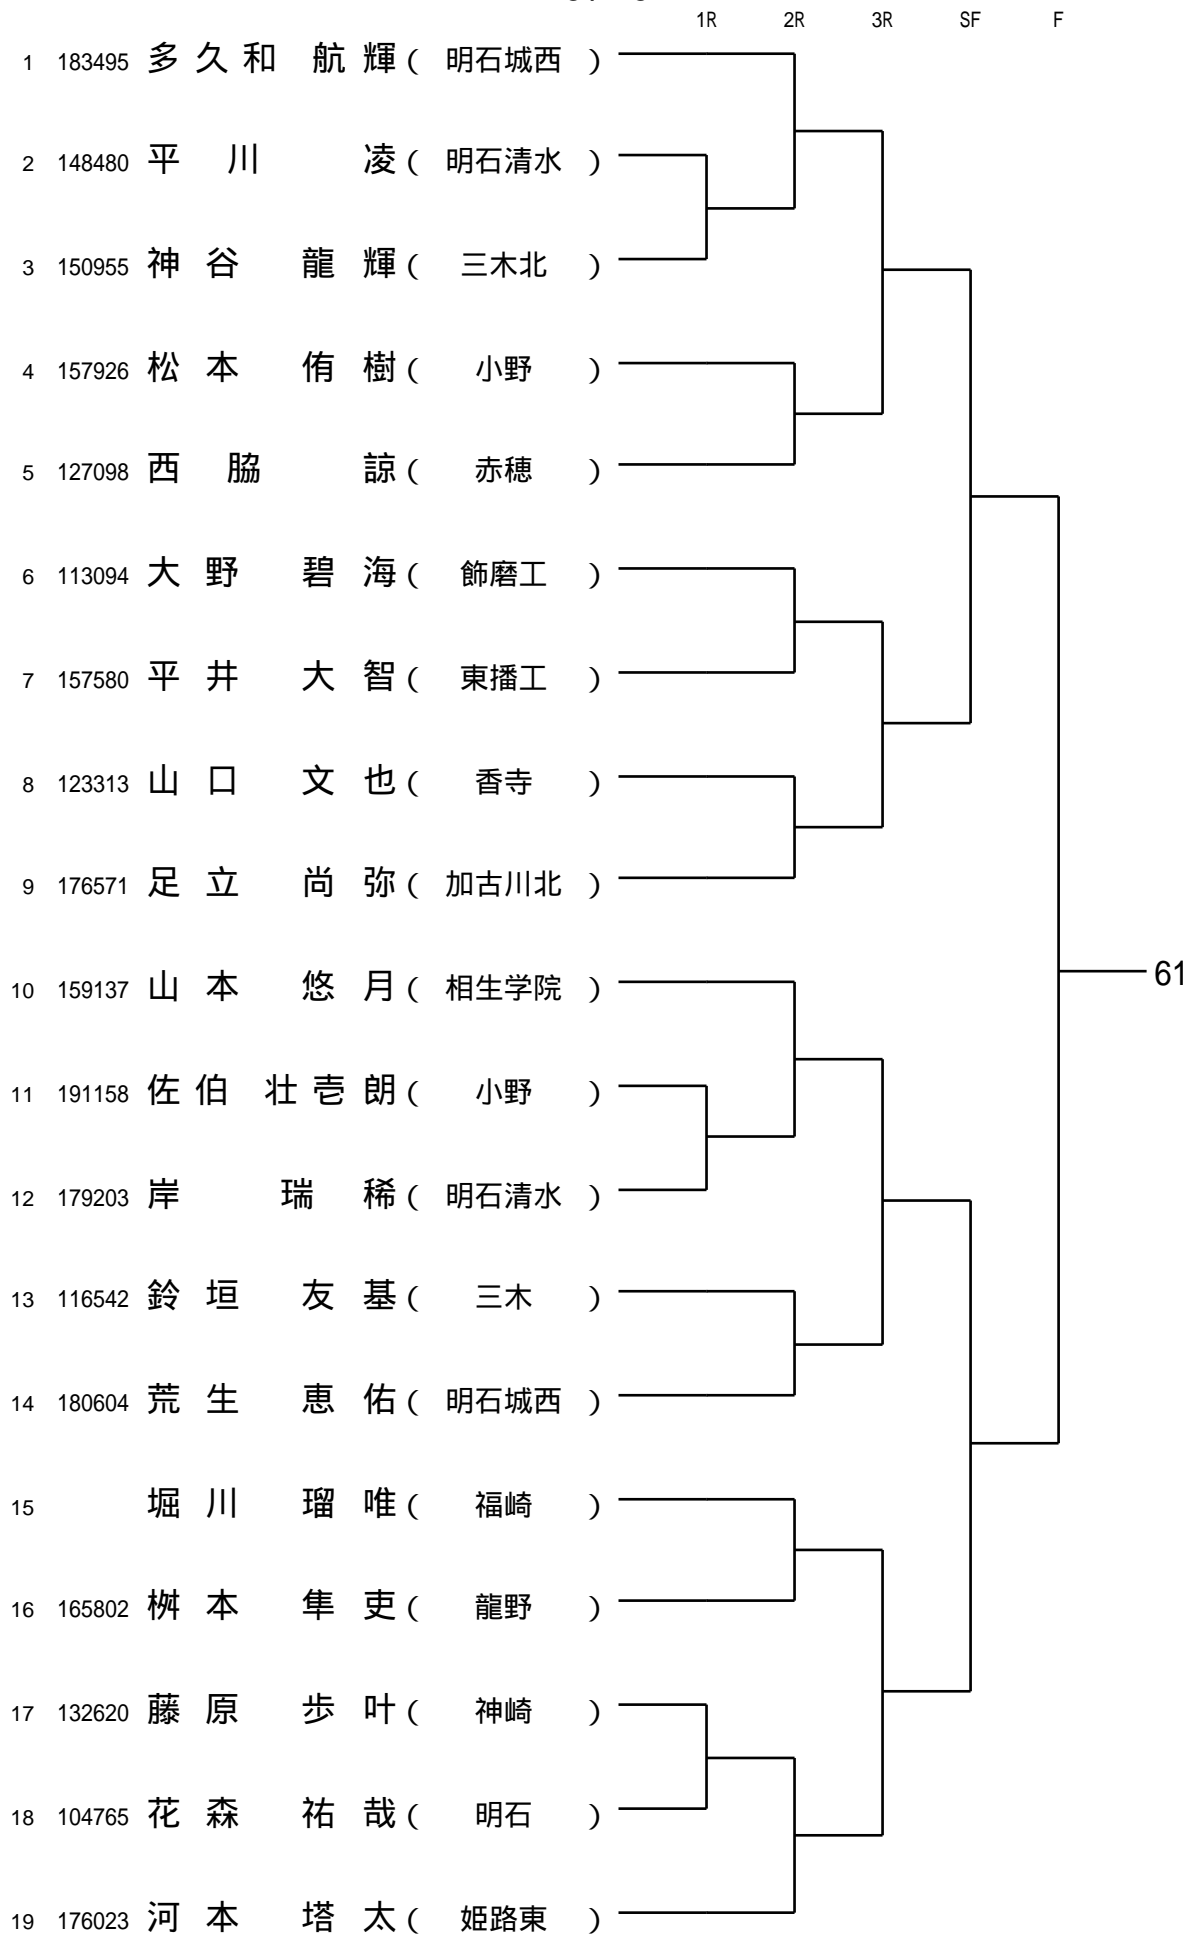 1R 2R 3R SF F
1 183495 多久和 航輝 ( 明石城西 )
2 148480 平川 凌 ( 明石清水 )
3 150955 神谷 龍輝 ( 三木北 )
4 157926 松本 侑樹 ( 小野 )
5 127098 西脇 諒 ( 赤穂 )
6 113094 大野 碧海 ( 飾磨工 )
7 157580 平井 大智 ( 東播工 )
8 123313 山口 文也 ( 香寺 )
9 176571 足立 尚弥 ( 加古川北 )
10 159137 山本 悠月 ( 相生学院 )
61
11 191158 佐伯 壮壱朗 ( 小野 )
12 179203 岸 瑞稀 ( 明石清水 )
13 116542 鈴垣 友基 ( 三木 )
14 180604 荒生 恵佑 ( 明石城西 )
15 堀川 瑠唯 ( 福崎 )
16 165802 桝本 隼吏 ( 龍野 )
17 132620 藤原 歩叶 ( 神崎 )
18 104765 花森 祐哉 ( 明石 )
19 176023 河本 塔太 ( 姫路東 )